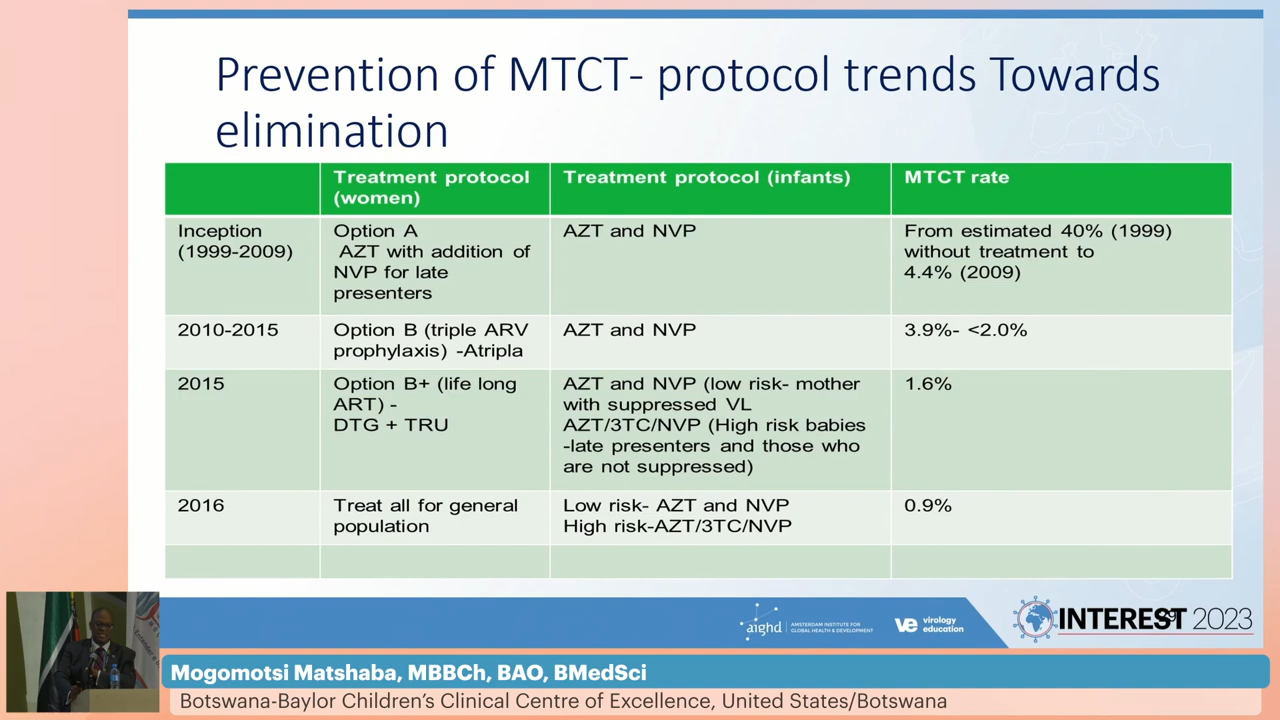 Prevention of MTCT- protocol trends Towards
elimination
Treatment protocol
(women)
Treatment protocol (infants)
MTCT rate
Inception
(1999-2009)
Option A
AZT with addition of
NVP for late
presenters
AZT and NVP
From estimated 40% (1999)
without treatment to
4.4% (2009)
2010-2015
Option B (triple ARV
prophylaxis) -Atripla
AZT and NVP
3.9%- <2.0%
2015
Option B+ (life long
ART) -
DTG + TRU
AZT and NVP (low risk- mother
with suppressed VL
AZT/3TC/NVP (High risk babies
-late presenters and those who
are not suppressed)
1.6%
2016
Treat all for general
population
Low risk- AZT and NVP
High risk-AZT/3TC/NVP
0.9%
aighd
AMSTERDAM INSTITUTE FOR
GLOBAL HEALTH & DEVELOPMENT
ve virology
education
INTEREST 2023
Mogomotsi Matshaba, MBBCh, BAO, BMedSci
Botswana-Baylor Children's Clinical Centre of Excellence, United States/Botswana